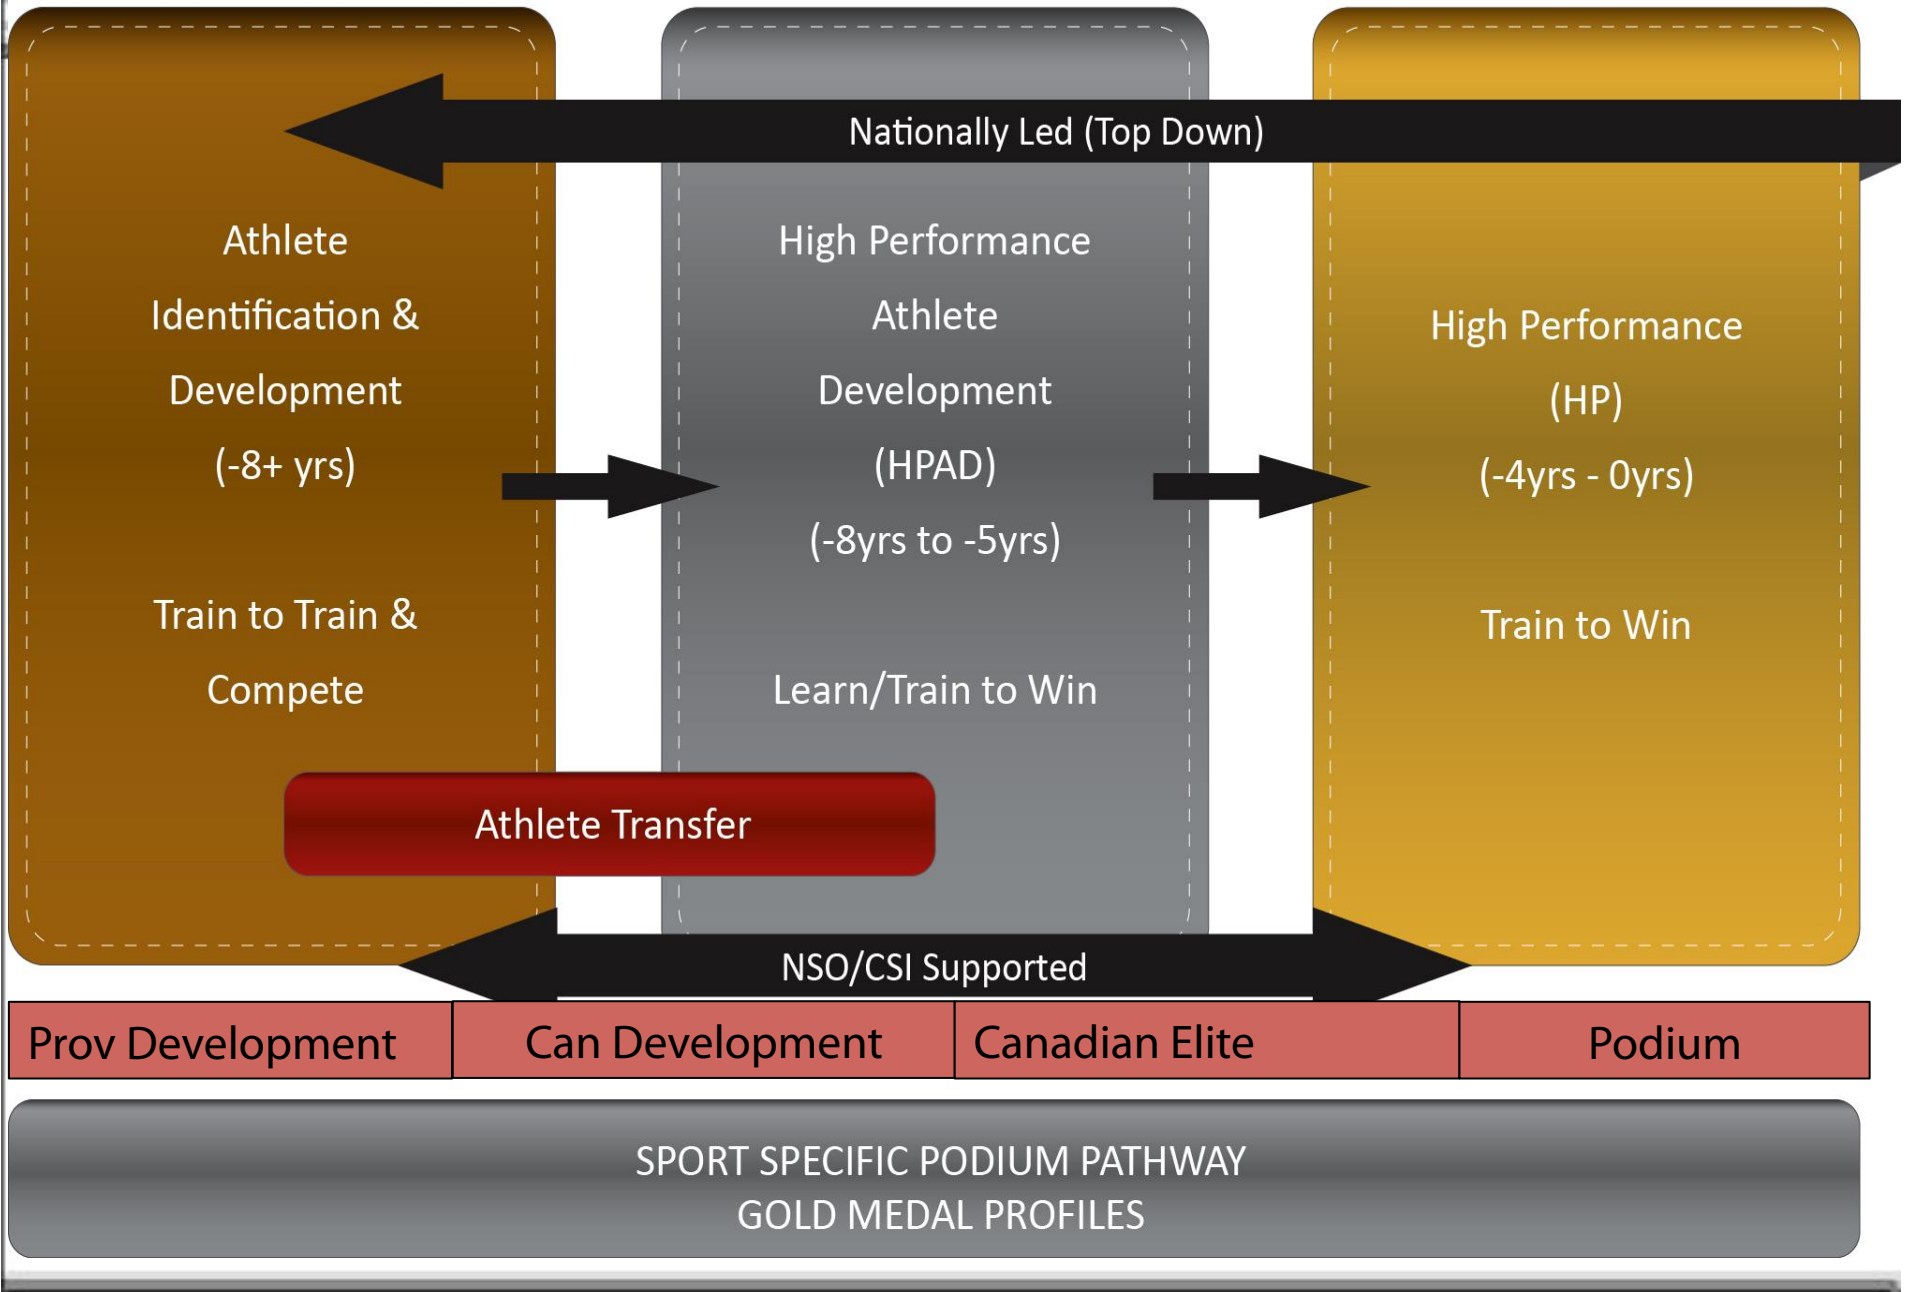 Nationally Led (Top Down)
Athlete
Identification &
Development
(-8+ yrs)
Train to Train &
Compete
High Performance
Athlete
Development
(HPAD)
(-8yrs to -5yrs)
Learn/Train to Win
High Performance
(HP)
(-4yrs - 0yrs)
Train to Win
Athlete Transfer
NSO/CSI Supported
Prov Development
Can Development
Canadian Elite
Podium
SPORT SPECIFIC PODIUM PATHWAY
GOLD MEDAL PROFILES